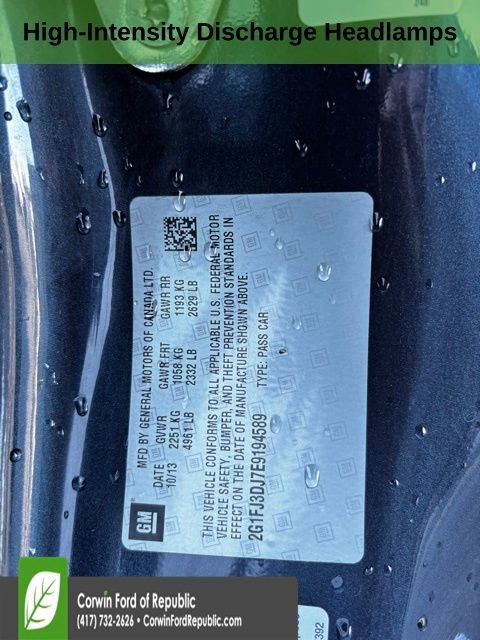 High-Intensity Discharge Headlamps
GM
MFD BY GENERAL MOTORS OF CANADA LTD.
DATE GVWR GAWR FRT GAWR RR
10/13 2251 KG 1058 KG 1193 KG
4961 LB 2332 LB 2629 LB
THIS VEHICLE CONFORMS TO ALL APPLICABLE U.S. FEDERAL MOTOR
VEHICLE SAFETY, BUMPER, AND THEFT PREVENTION STANDARDS IN
EFFECT ON THE DATE OF MANUFACTURE SHOWN ABOVE.
2G1FJ3DJ7E9194589 TYPE: PASS CAR
392
Corwin Ford of Republic
(417) 732-2626 • CorwinFordRepublic.com